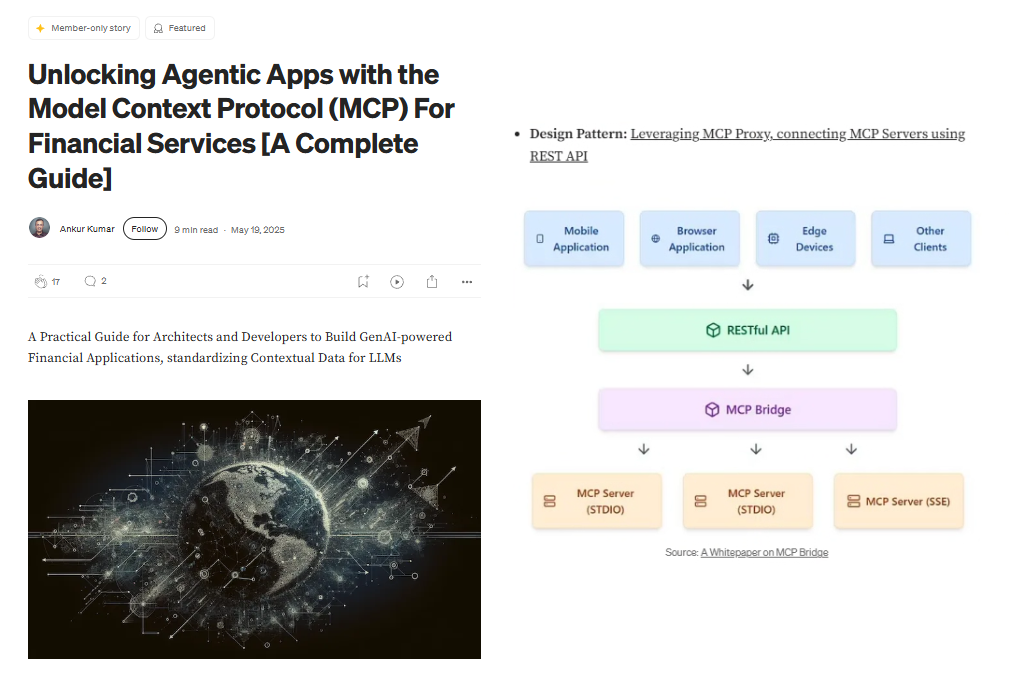 Member-only story
Featured
Unlocking Agentic Apps with the
Model Context Protocol (MCP) For
Financial Services [A Complete
Guide]
Ankur Kumar
Follow
9 min read · May 19, 2025
17
2
A Practical Guide for Architects and Developers to Build GenAI-powered
Financial Applications, standardizing Contextual Data for LLMs
• Design Pattern: Leveraging MCP Proxy, connecting MCP Servers using
REST API
Mobile
Application
Browser
Application
Edge
Devices
Other
Clients
RESTful API
MCP Bridge
MCP Server
(STDIO)
MCP Server
(STDIO)
MCP Server (SSE)
Source: A Whitepaper on MCP Bridge